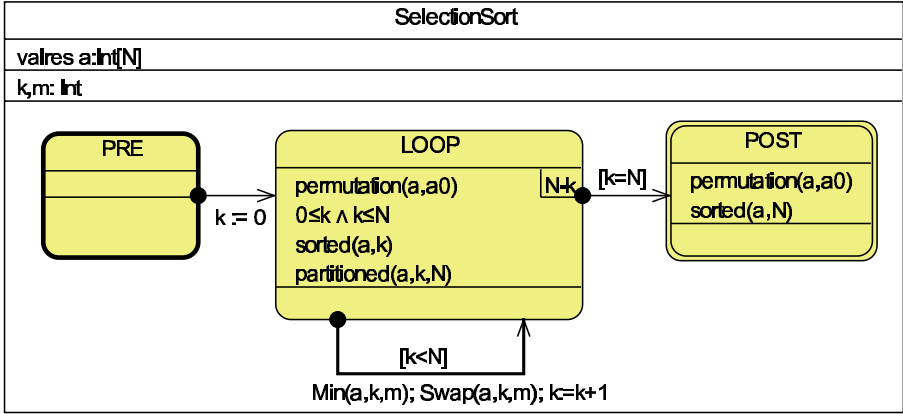 SelectionSort
valres a:Int[N]
k,m: Int
PRE
k := 0
LOOP
N-k
permutation(a,a0)
0≤k ∧ k≤N
sorted(a,k)
partitioned(a,k,N)
[k=N]
POST
permutation(a,a0)
sorted(a,N)
[k<N]
Min(a,k,m); Swap(a,k,m); k:=k+1